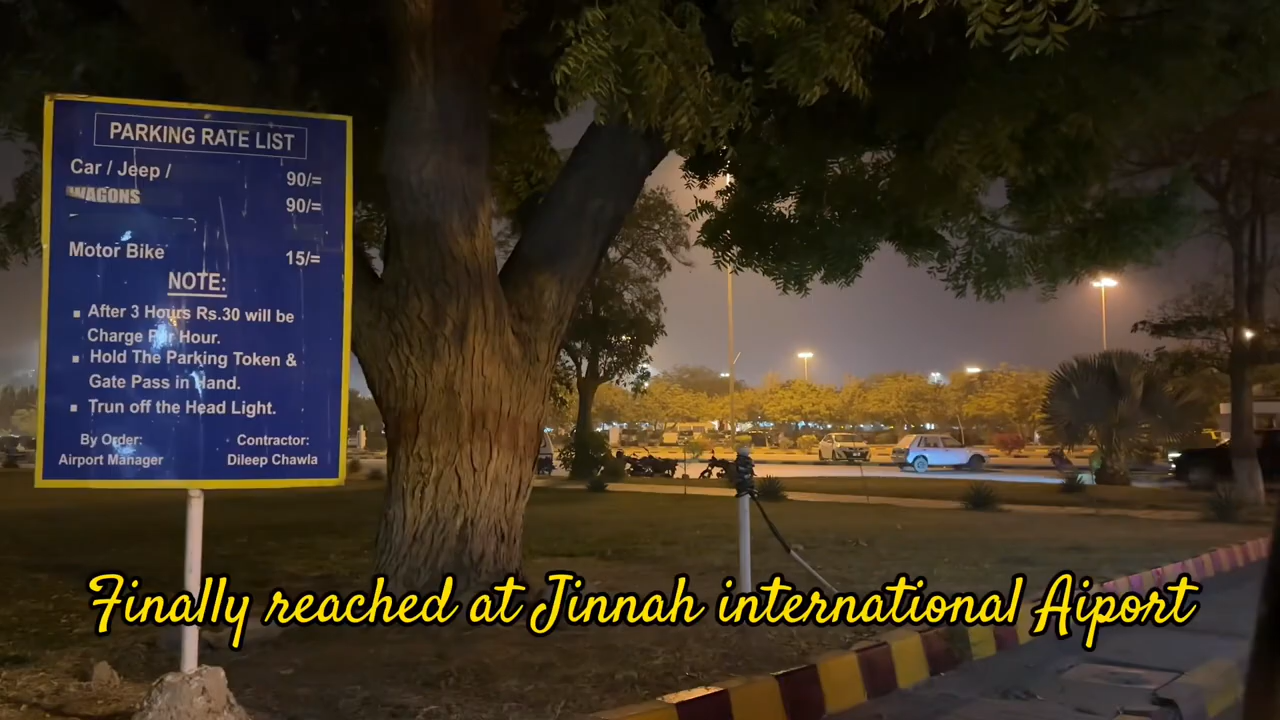 PARKING RATE LIST
Car / Jeep / 90/=
WAGONS 90/=
Motor Bike 15/=
NOTE:
▪ After 3 Hours Rs.30 will be
Charge Per Hour.
▪ Hold The Parking Token &
Gate Pass in Hand.
▪ Trun off the Head Light.
By Order: Contractor:
Airport Manager Dileep Chawla
Finally reached at Jinnah international Aiport